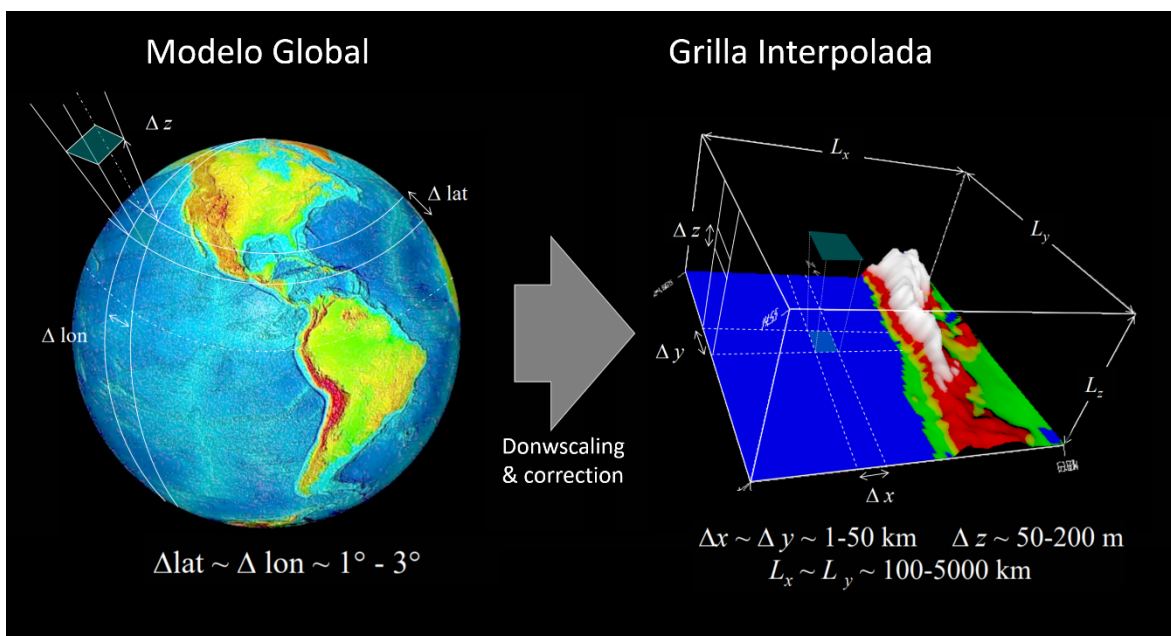 Modelo Global
Grilla Interpolada
Δ z
Δ lat
Δ lon
Donwscaling
& correction
L_x
L_y
Δ z
Δ y
L_z
Δ x
Δlat ~ Δ lon ~ 1° - 3°
Δx ~ Δ y ~ 1-50 km Δ z ~ 50-200 m
L_x ~ L_y ~ 100-5000 km